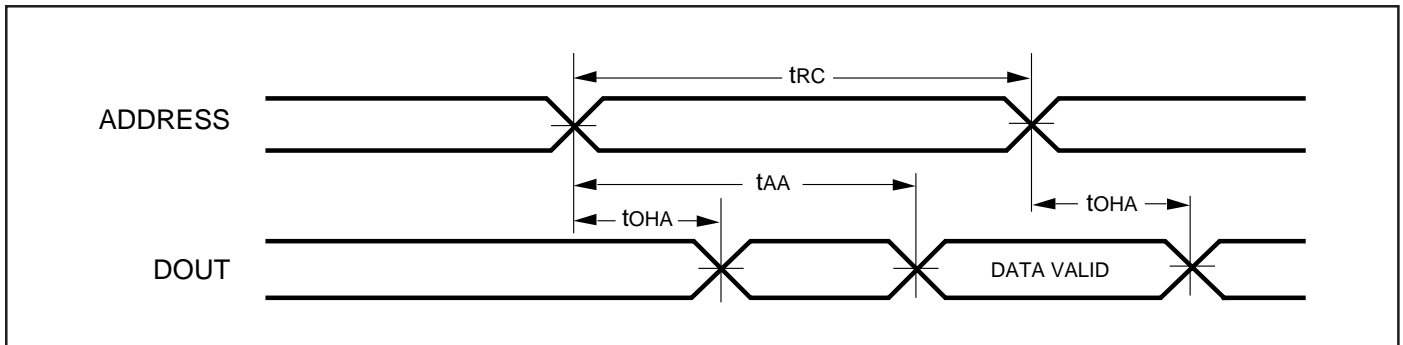 tRC
ADDRESS
tAA
tOHA
tOHA
DOUT
DATA VALID